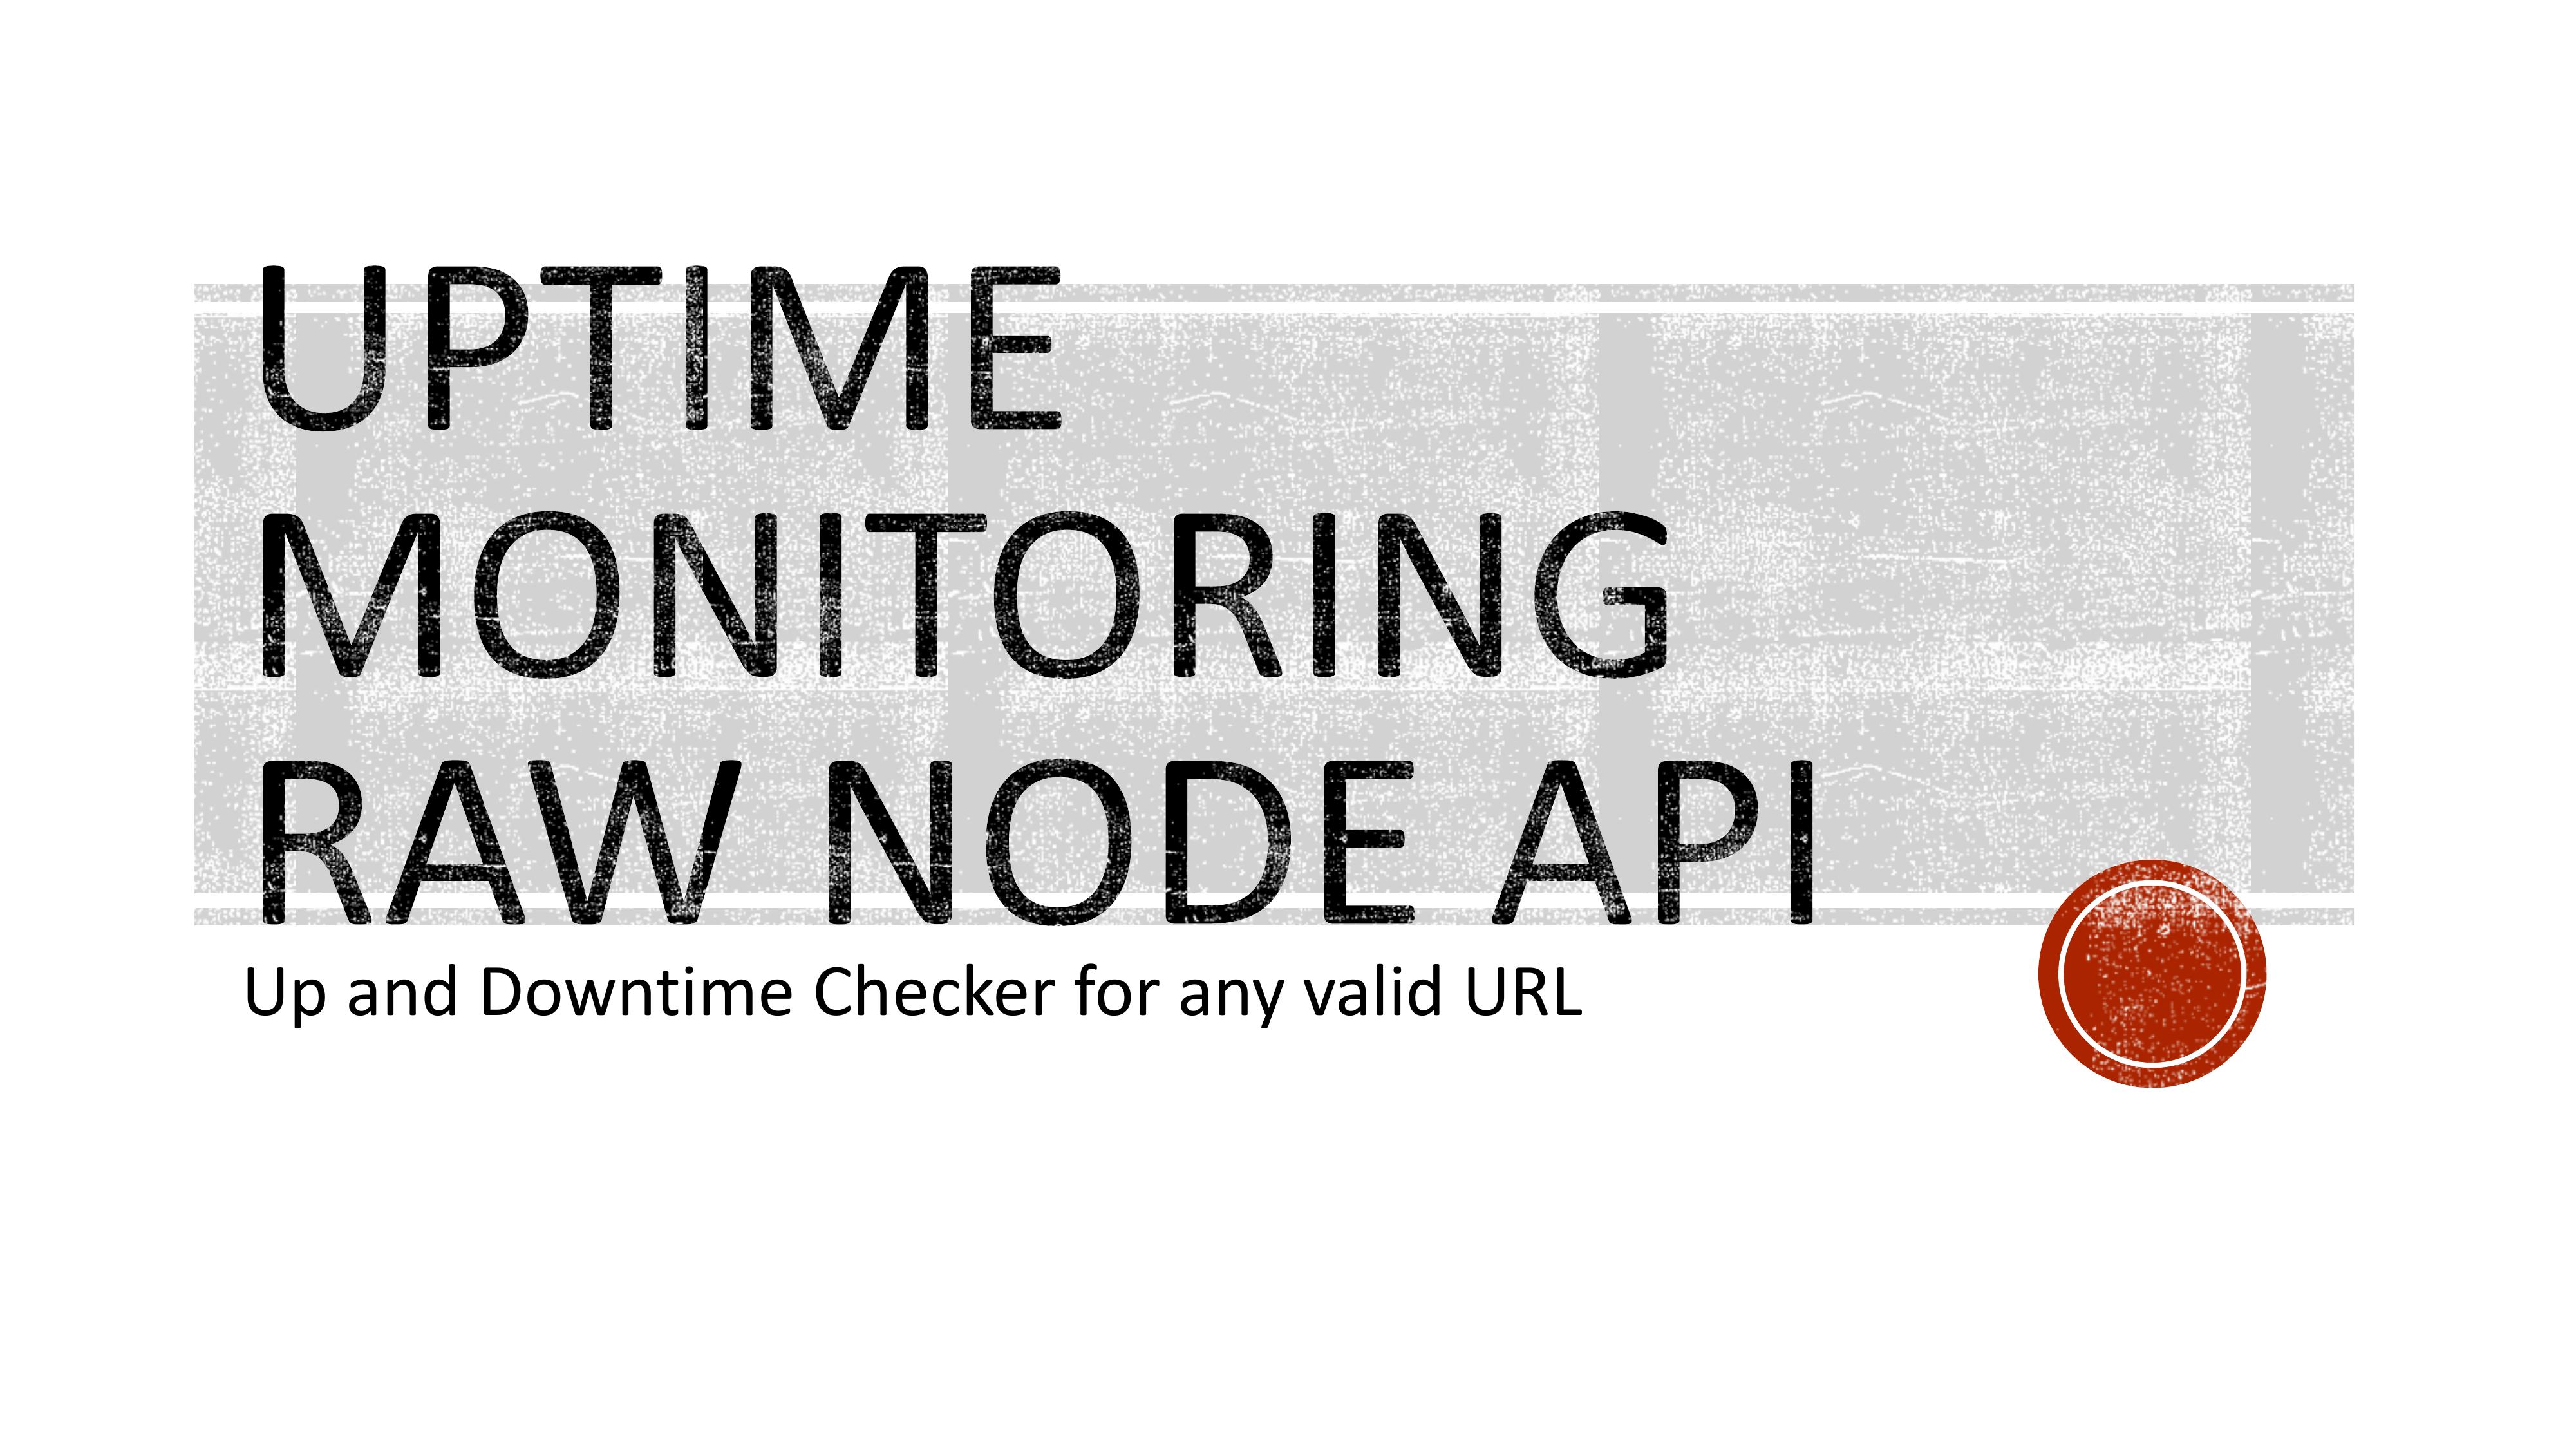 UPTIME
MONITORING
RAW NODE API
Up and Downtime Checker for any valid URL